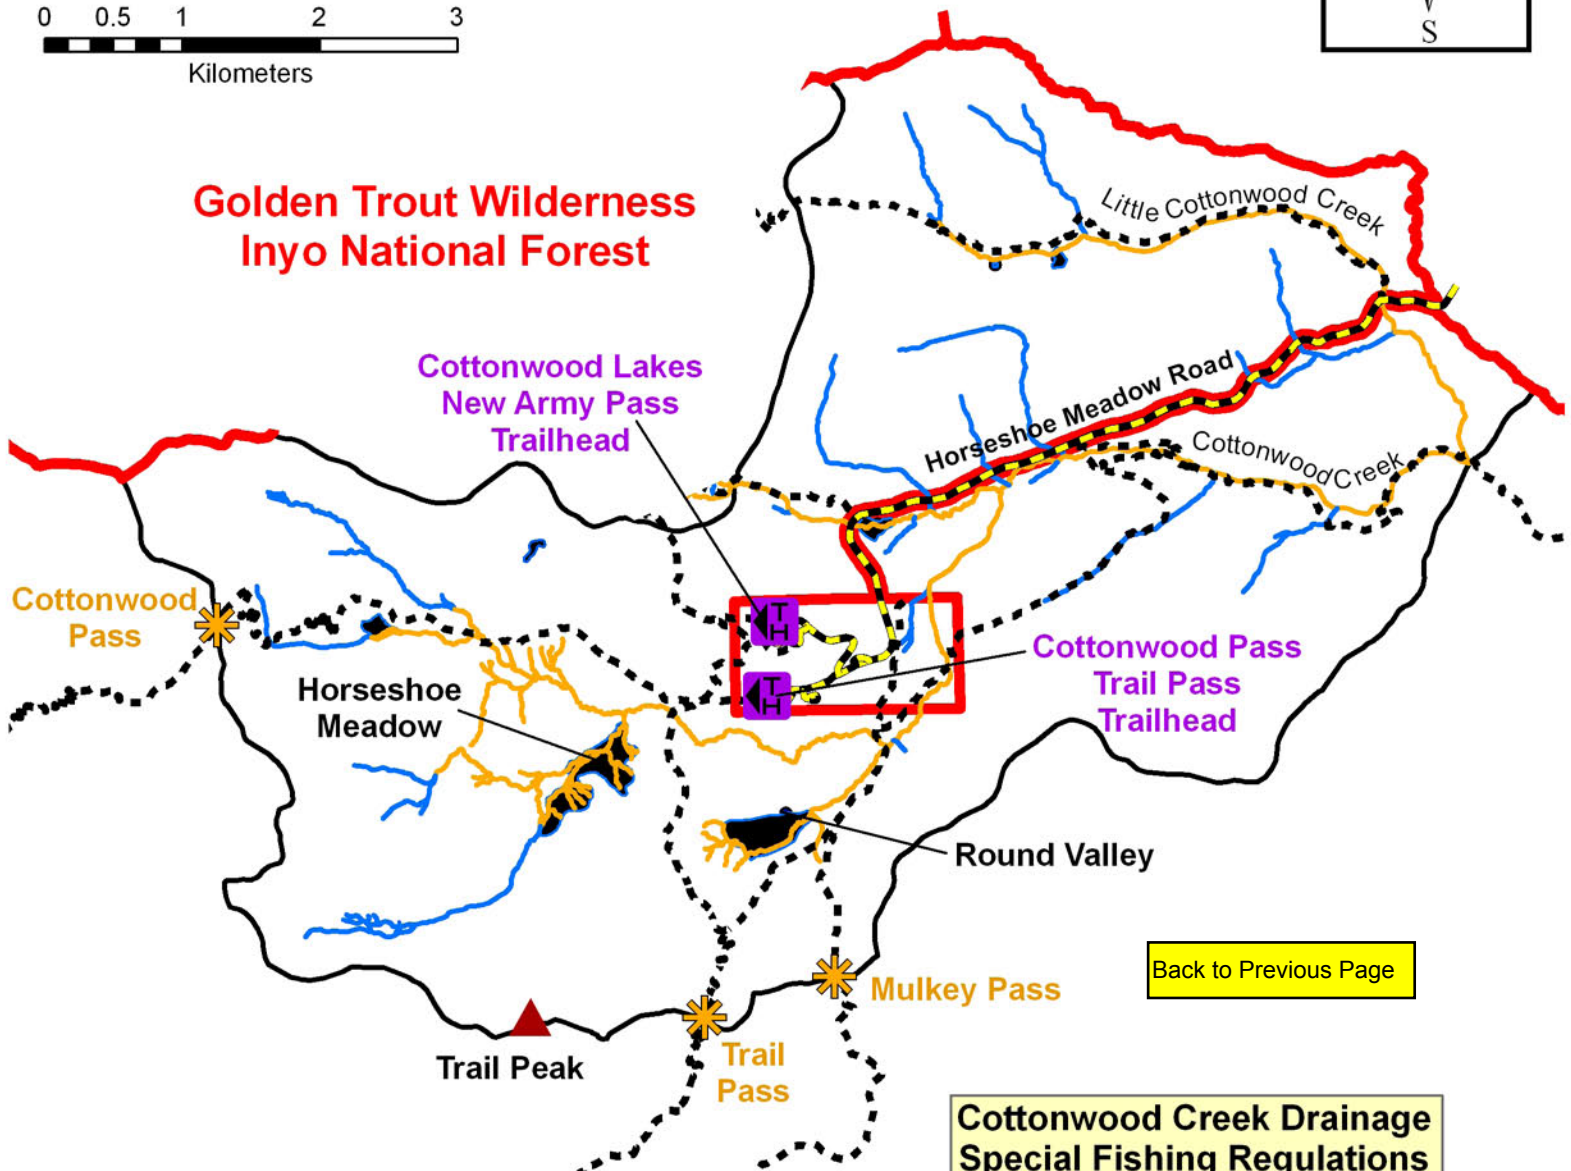 0 0.5 1 2 3
Kilometers
S
Golden Trout Wilderness
Inyo National Forest
Little Cottonwood Creek
Cottonwood Lakes
New Army Pass
Trailhead
Horseshoe Meadow Road
Cottonwood Creek
Cottonwood
Pass
T
H
T
H
Cottonwood Pass
Trail Pass
Trailhead
Horseshoe
Meadow
Round Valley
Back to Previous Page
Mulkey Pass
Trail Peak
Trail
Pass
Cottonwood Creek Drainage
Special Fishing Regulations